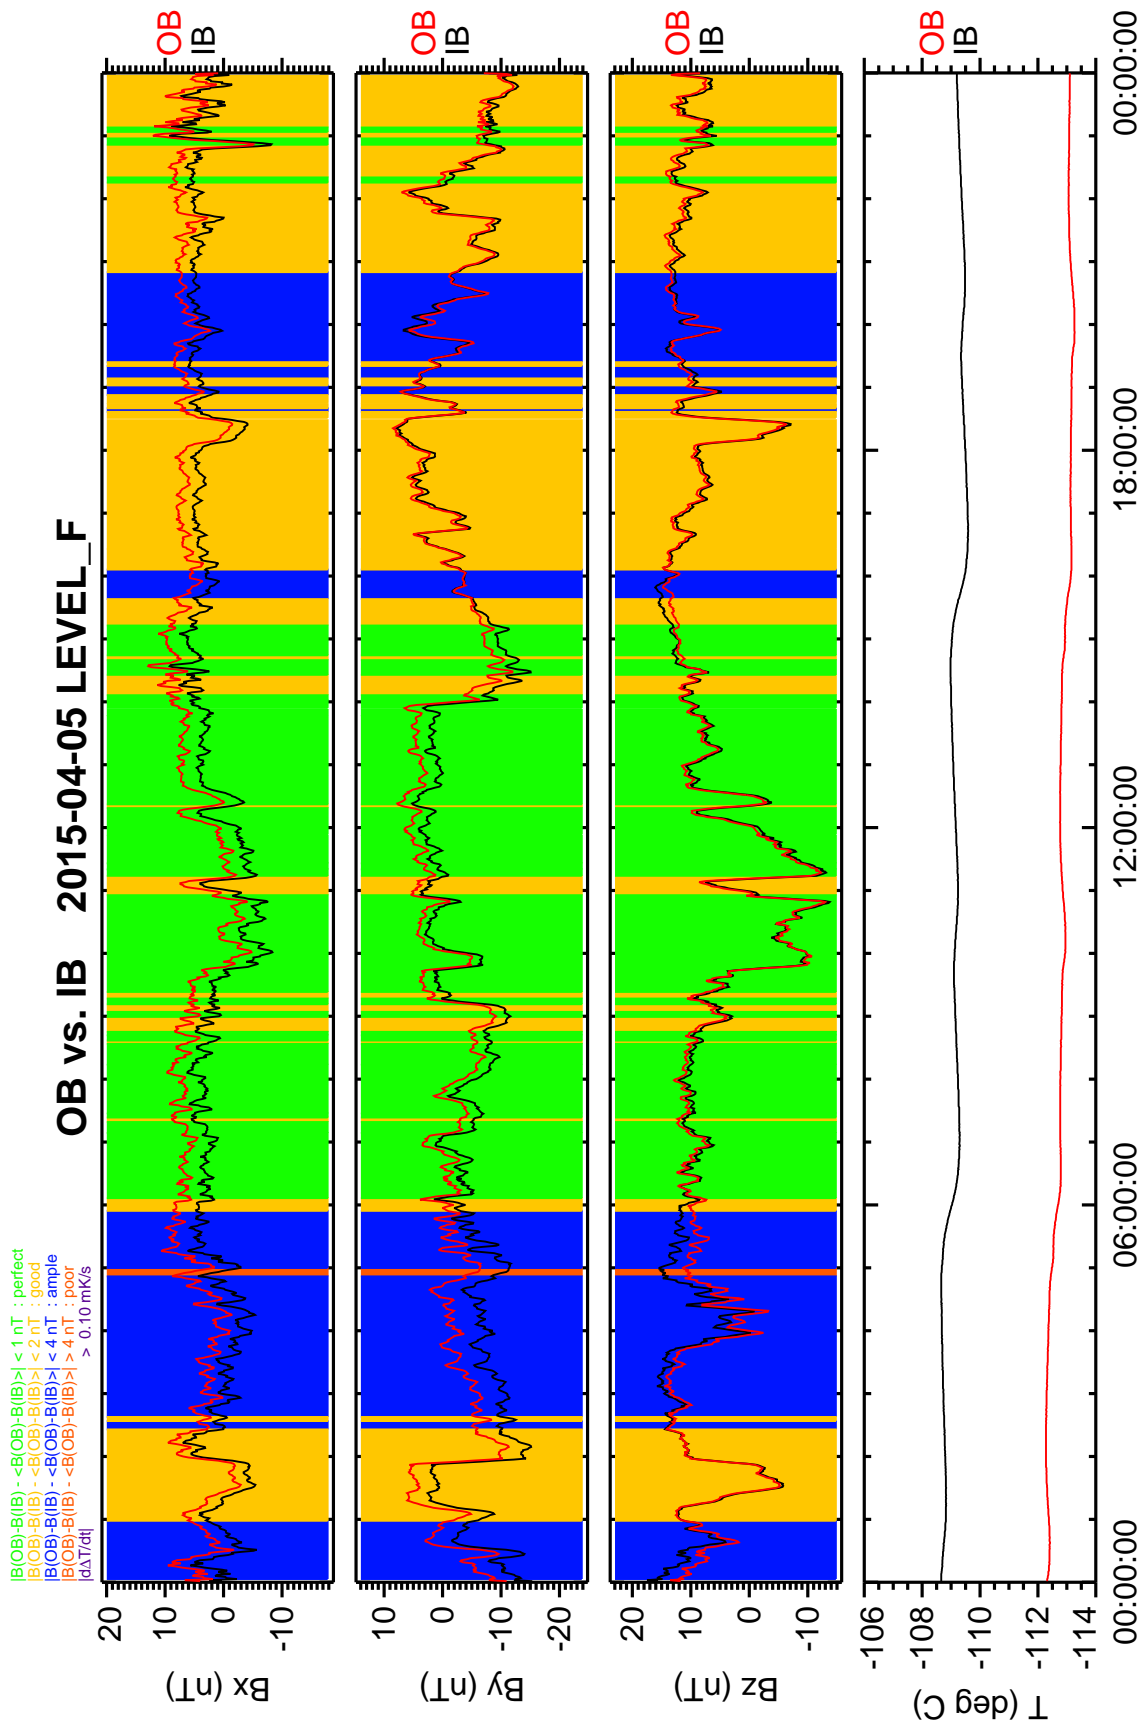 |B(OB)-B(IB) - <B(OB)-B(IB)>| < 1 nT : perfect
|B(OB)-B(IB) - <B(OB)-B(IB)>| < 2 nT : good
|B(OB)-B(IB) - <B(OB)-B(IB)>| < 4 nT : ample
|B(OB)-B(IB) - <B(OB)-B(IB)>| > 4 nT : poor
|dΔT/dt| > 0.10 mK/s
OB vs. IB 2015-04-05 LEVEL_F
Bx (nT)
20
10
0
-10
OB
IB
By (nT)
10
0
-10
-20
OB
IB
Bz (nT)
20
10
0
-10
OB
IB
T (deg C)
-106
-108
-110
-112
-114
OB
IB
00:00:00
06:00:00
12:00:00
18:00:00
00:00:00